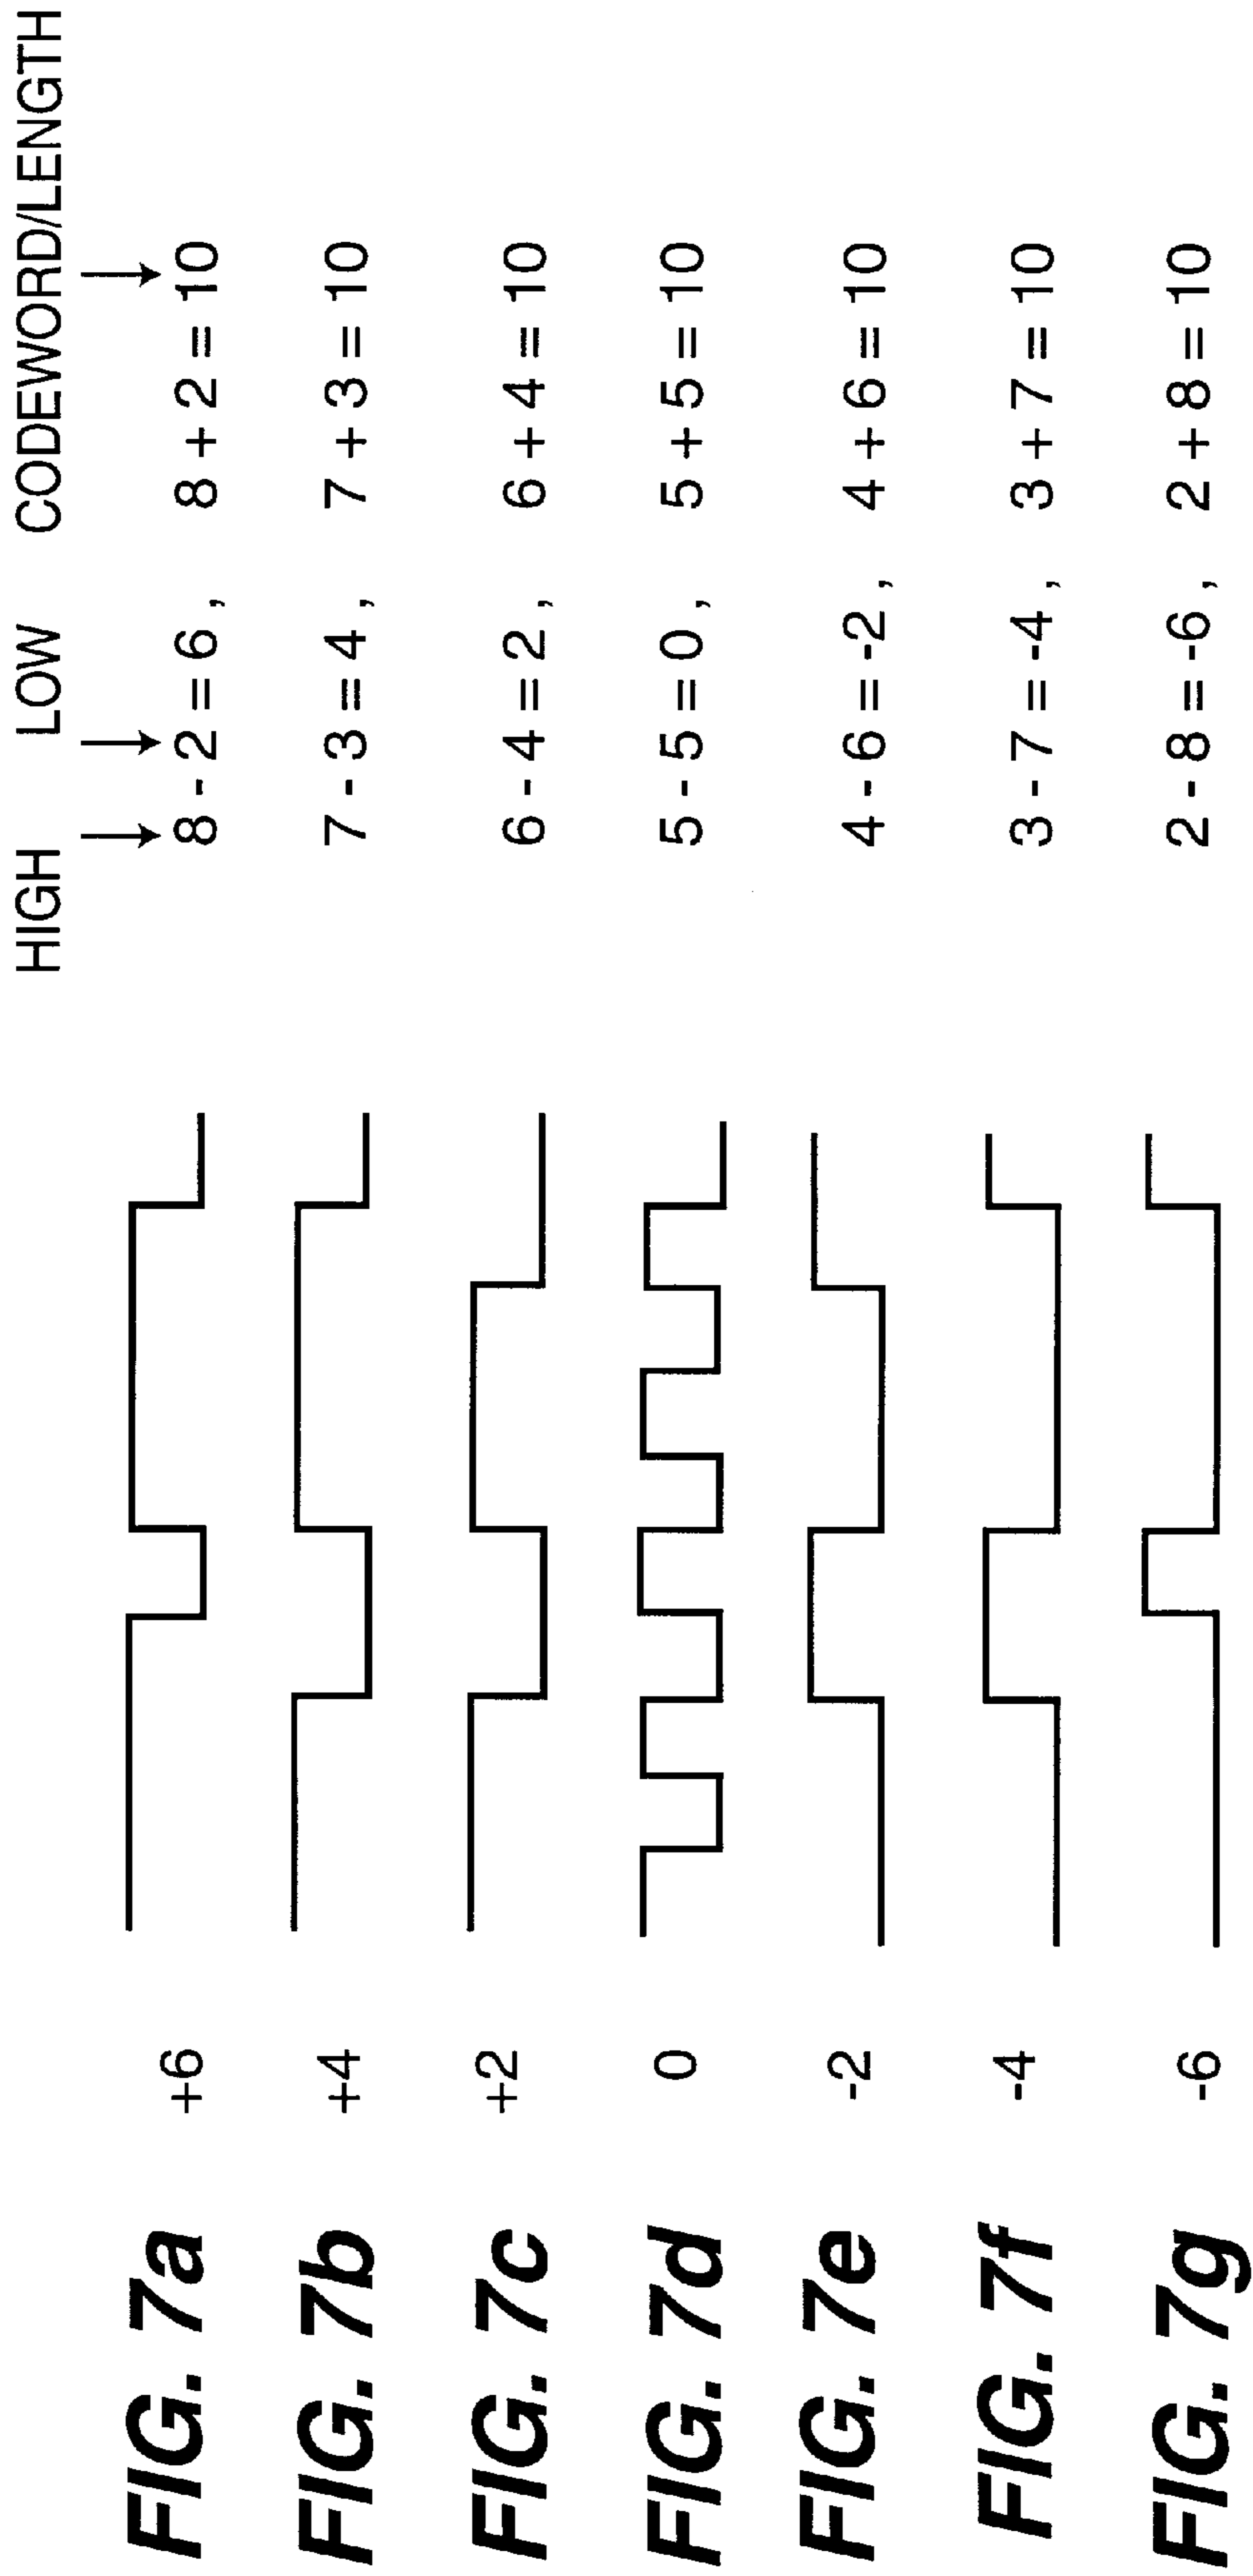 HIGH LOW CODEWORD/LENGTH
FIG. 7a +6 8 - 2 = 6 , 8 + 2 = 10
FIG. 7b +4 7 - 3 = 4 , 7 + 3 = 10
FIG. 7c +2 6 - 4 = 2 , 6 + 4 = 10
FIG. 7d 0 5 - 5 = 0 , 5 + 5 = 10
FIG. 7e -2 4 - 6 = -2 , 4 + 6 = 10
FIG. 7f -4 3 - 7 = -4 , 3 + 7 = 10
FIG. 7g -6 2 - 8 = -6 , 2 + 8 = 10